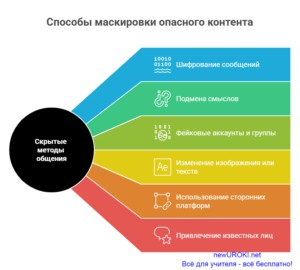 Способы маскировки опасного контента
10010
01100
Шифрование сообщений
Подмена смыслов
Фейковые аккаунты и группы
Скрытые
методы
общения
Ae
Изменение изображения или
текста
Использование сторонних
платформ
Привлечение известных лиц
newUROKI.net
Всё для учителя - всё бесплатно!